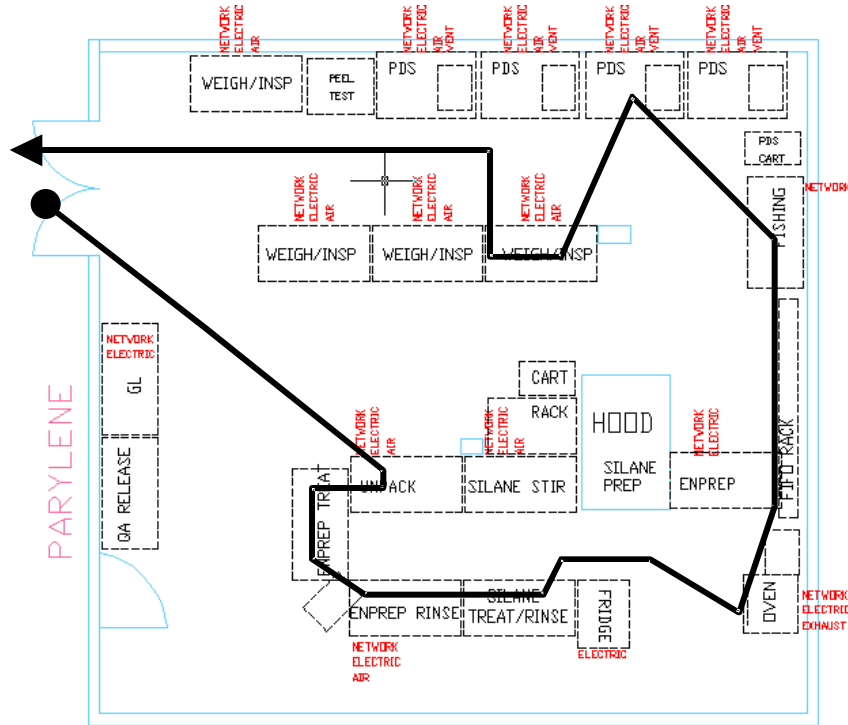 NETWORK
ELECTRIC
AIR
NETWORK
ELECTRIC
AIR
VENT
NETWORK
ELECTRIC
AIR
VENT
NETWORK
ELECTRIC
AIR
VENT
NETWORK
ELECTRIC
AIR
VENT
WEIGH/INSP
PEEL
TEST
PDS
PDS
PDS
PDS
PDS
CART
NETWORK
FISHING
NETWORK
ELECTRIC
AIR
NETWORK
ELECTRIC
AIR
NETWORK
ELECTRIC
AIR
WEIGH/INSP
WEIGH/INSP
WEIGH/INSP
NETWORK
ELECTRIC
GL
QA RELEASE
PARYLENE
CART
RACK
HOOD
SILANE
PREP
NETWORK
ELECTRIC
AIR
NETWORK
ELECTRIC
AIR
NETWORK
ELECTRIC
UNPACK
SILANE STIR
ENPREP
FIFO RACK
ENPREP TREAT
ENPREP RINSE
SILANE
TREAT/RINSE
FRIDGE
ELECTRIC
OVEN
NETWORK
ELECTRIC
EXHAUST
NETWORK
ELECTRIC
AIR